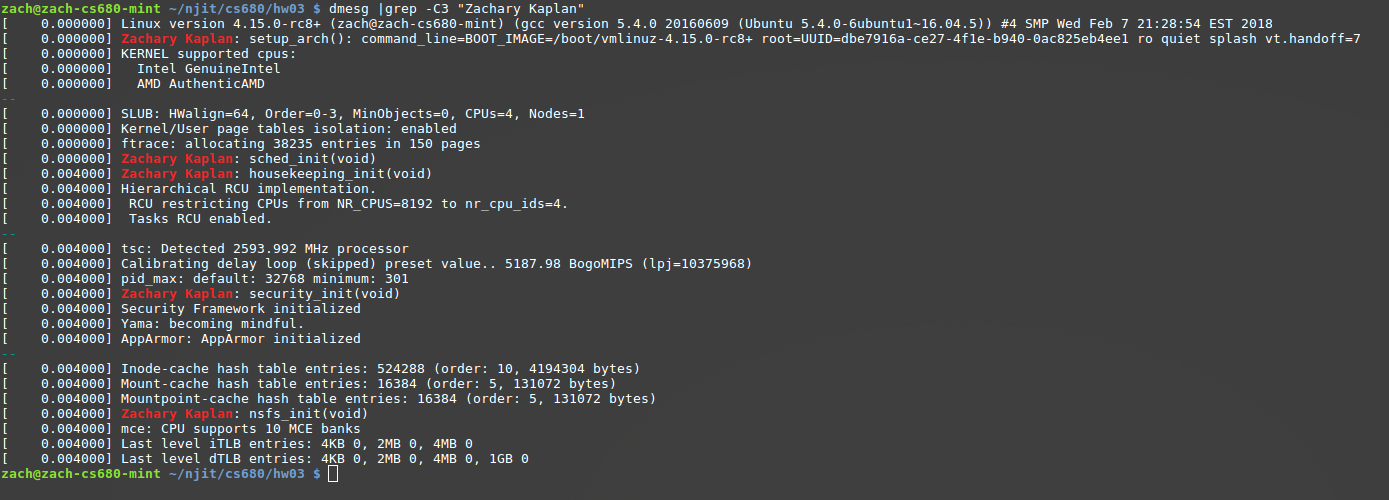 zach@zach-cs680-mint ~/njit/cs680/hw03 $ dmesg |grep -C3 "Zachary Kaplan"
[    0.000000] Linux version 4.15.0-rc8+ (zach@zach-cs680-mint) (gcc version 5.4.0 20160609 (Ubuntu 5.4.0-6ubuntu1~16.04.5)) #4 SMP Wed Feb 7 21:28:54 EST 2018
[    0.000000] Zachary Kaplan: setup_arch(): command_line=BOOT_IMAGE=/boot/vmlinuz-4.15.0-rc8+ root=UUID=dbe7916a-ce27-4f1e-b940-0ac825eb4ee1 ro quiet splash vt.handoff=7
[    0.000000] KERNEL supported cpus:
[    0.000000]   Intel GenuineIntel
[    0.000000]   AMD AuthenticAMD
--
[    0.000000] SLUB: HWalign=64, Order=0-3, MinObjects=0, CPUs=4, Nodes=1
[    0.000000] Kernel/User page tables isolation: enabled
[    0.000000] ftrace: allocating 38235 entries in 150 pages
[    0.000000] Zachary Kaplan: sched_init(void)
[    0.004000] Zachary Kaplan: housekeeping_init(void)
[    0.004000] Hierarchical RCU implementation.
[    0.004000]  RCU restricting CPUs from NR_CPUS=8192 to nr_cpu_ids=4.
[    0.004000]  Tasks RCU enabled.
--
[    0.004000] tsc: Detected 2593.992 MHz processor
[    0.004000] Calibrating delay loop (skipped) preset value.. 5187.98 BogoMIPS (lpj=10375968)
[    0.004000] pid_max: default: 32768 minimum: 301
[    0.004000] Zachary Kaplan: security_init(void)
[    0.004000] Security Framework initialized
[    0.004000] Yama: becoming mindful.
[    0.004000] AppArmor: AppArmor initialized
--
[    0.004000] Inode-cache hash table entries: 524288 (order: 10, 4194304 bytes)
[    0.004000] Mount-cache hash table entries: 16384 (order: 5, 131072 bytes)
[    0.004000] Mountpoint-cache hash table entries: 16384 (order: 5, 131072 bytes)
[    0.004000] Zachary Kaplan: nsfs_init(void)
[    0.004000] mce: CPU supports 10 MCE banks
[    0.004000] Last level iTLB entries: 4KB 0, 2MB 0, 4MB 0
[    0.004000] Last level dTLB entries: 4KB 0, 2MB 0, 4MB 0, 1GB 0
zach@zach-cs680-mint ~/njit/cs680/hw03 $